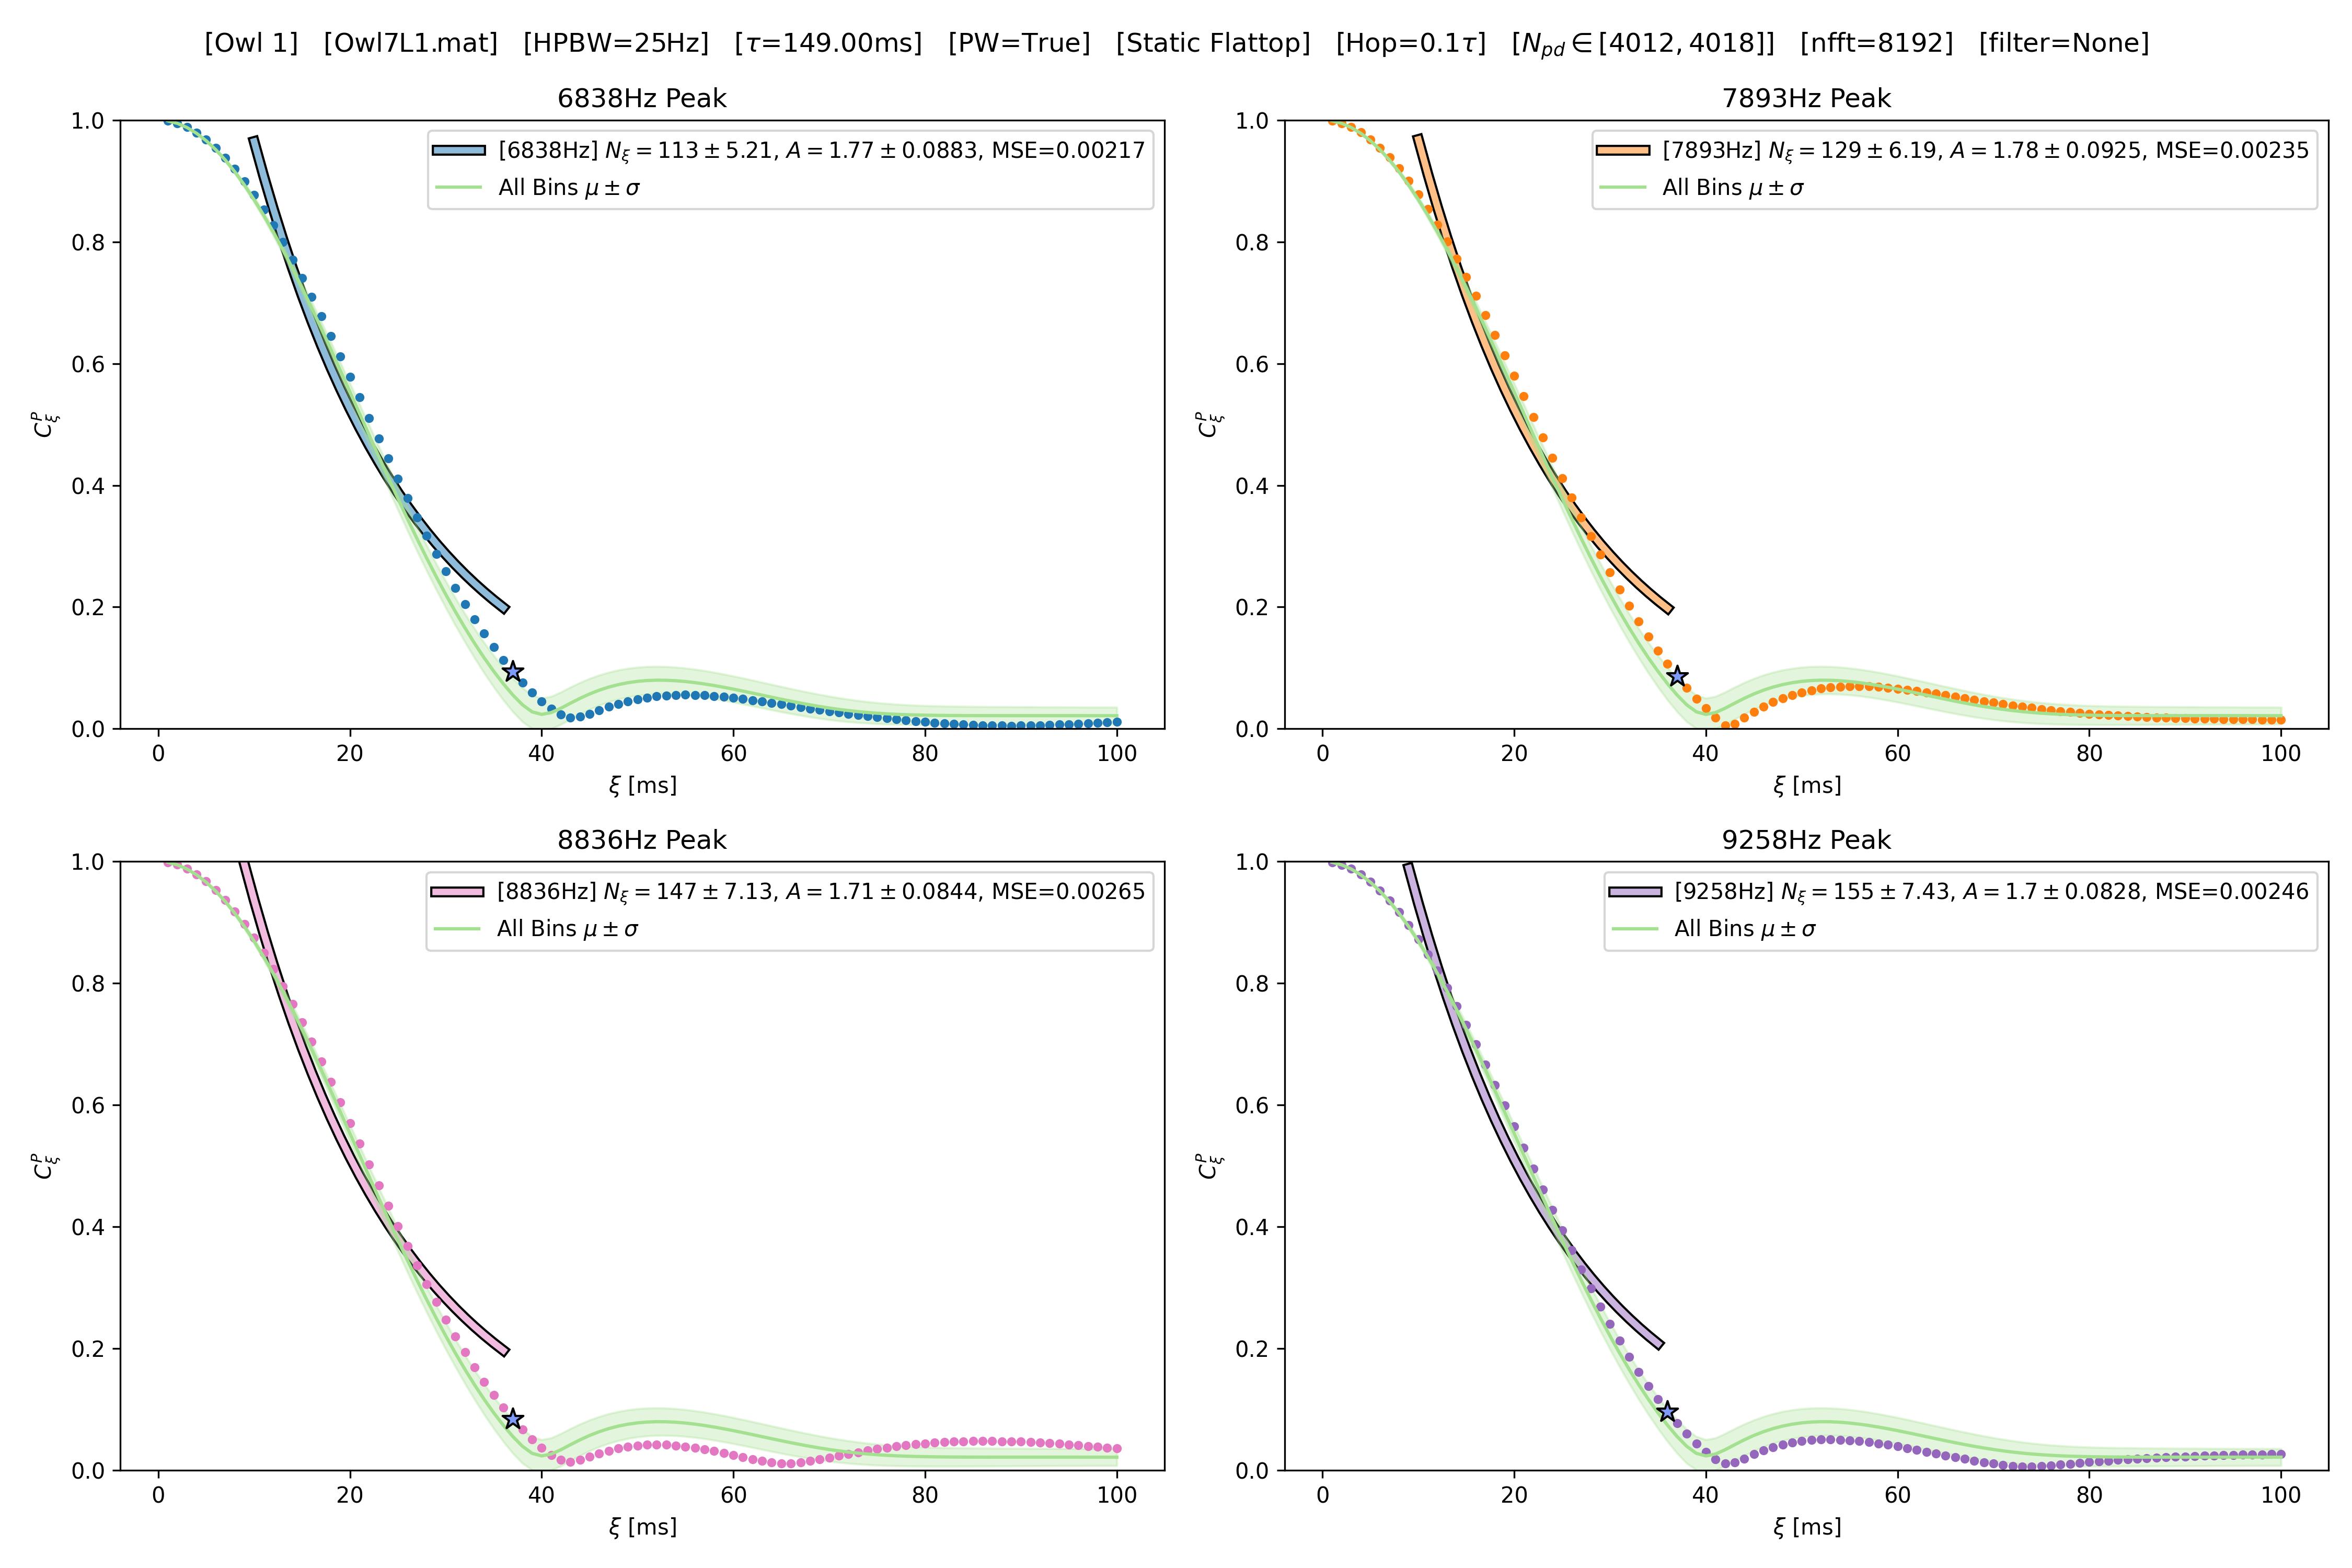 [Owl 1] [Owl7L1.mat] [HPBW=25Hz] [τ=149.00ms] [PW=True] [Static Flattop] [Hop=0.1τ] [N_pd ∈ [4012, 4018]] [nfft=8192] [filter=None]
6838Hz Peak
[6838Hz] N_ξ = 113 ± 5.21, A = 1.77 ± 0.0883, MSE=0.00217
All Bins μ ± σ
1.0
0.8
0.6
0.4
0.2
0.0
C_ξ^P
0 20 40 60 80 100
ξ [ms]
7893Hz Peak
[7893Hz] N_ξ = 129 ± 6.19, A = 1.78 ± 0.0925, MSE=0.00235
All Bins μ ± σ
1.0
0.8
0.6
0.4
0.2
0.0
C_ξ^P
0 20 40 60 80 100
ξ [ms]
8836Hz Peak
[8836Hz] N_ξ = 147 ± 7.13, A = 1.71 ± 0.0844, MSE=0.00265
All Bins μ ± σ
1.0
0.8
0.6
0.4
0.2
0.0
C_ξ^P
0 20 40 60 80 100
ξ [ms]
9258Hz Peak
[9258Hz] N_ξ = 155 ± 7.43, A = 1.7 ± 0.0828, MSE=0.00246
All Bins μ ± σ
1.0
0.8
0.6
0.4
0.2
0.0
C_ξ^P
0 20 40 60 80 100
ξ [ms]